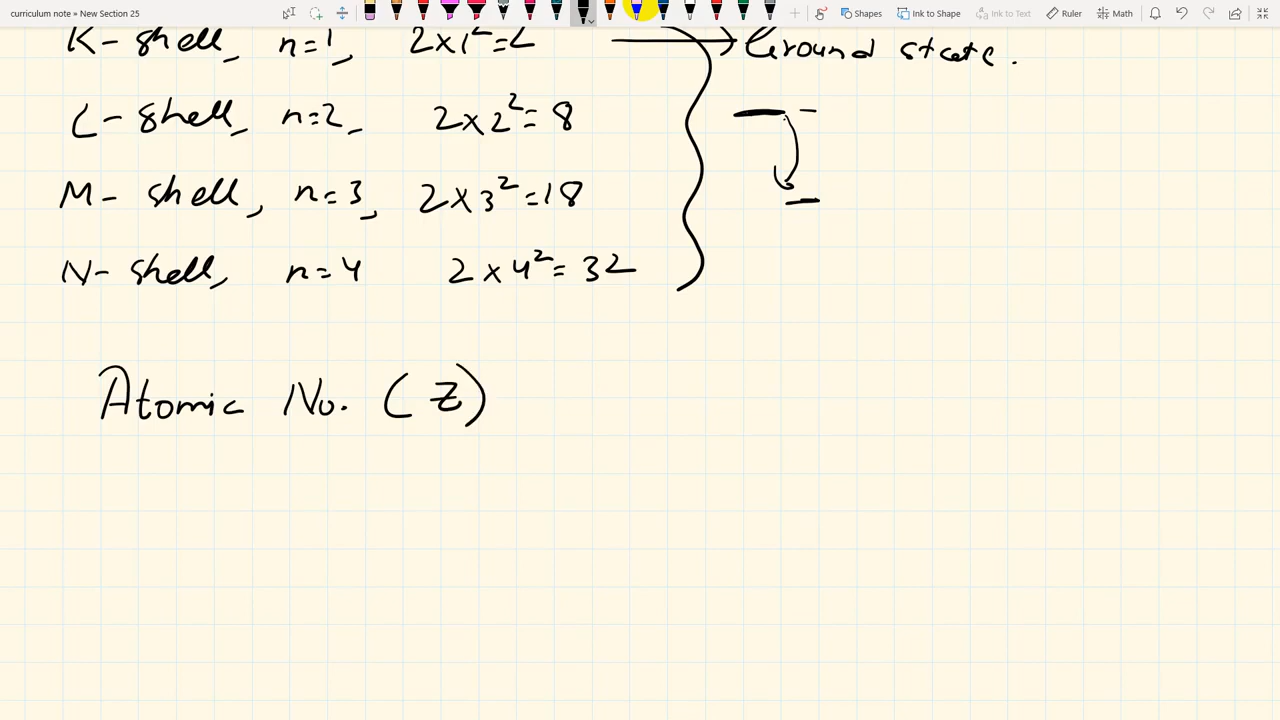 curriculum note » New Section 25
Shapes Ink to Shape Ink to Text Ruler Math
K- shell, n=1, 2x1²=2 → Ground state.
L- shell, n=2, 2x2²= 8
M- shell, n=3, 2x3²=18
N- shell, n=4 2x4²= 32
Atomic No. (Z)